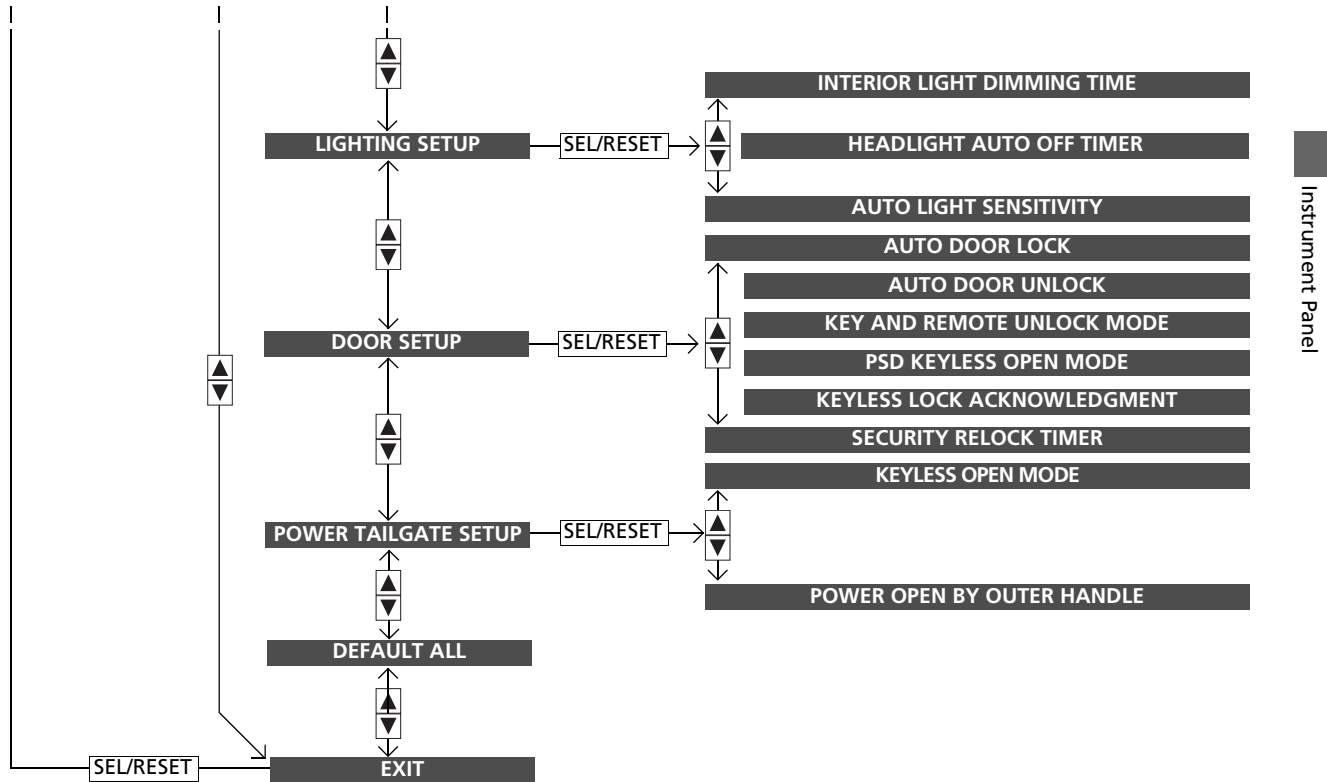 INTERIOR LIGHT DIMMING TIME
LIGHTING SETUP
SEL/RESET
HEADLIGHT AUTO OFF TIMER
AUTO LIGHT SENSITIVITY
AUTO DOOR LOCK
AUTO DOOR UNLOCK
KEY AND REMOTE UNLOCK MODE
DOOR SETUP
SEL/RESET
PSD KEYLESS OPEN MODE
KEYLESS LOCK ACKNOWLEDGMENT
SECURITY RELOCK TIMER
KEYLESS OPEN MODE
POWER TAILGATE SETUP
SEL/RESET
POWER OPEN BY OUTER HANDLE
DEFAULT ALL
SEL/RESET
EXIT
Instrument Panel